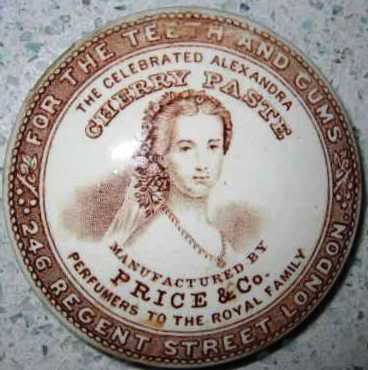 FOR THE TEETH AND GUMS
THE CELEBRATED ALEXANDRA
CHERRY PASTE
MANUFACTURED BY
PRICE & Co.
PERFUMERS TO THE ROYAL FAMILY
246 REGENT STREET LONDON